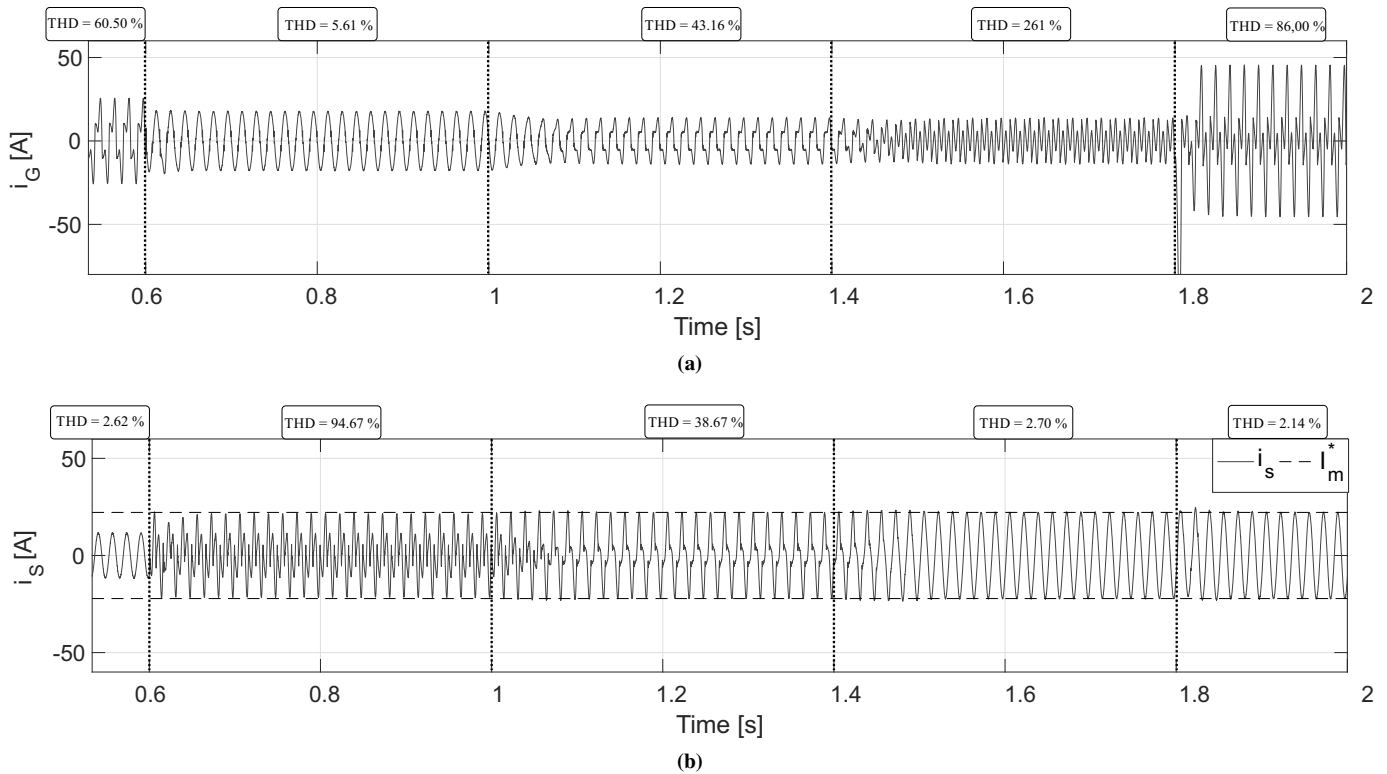 THD = 60.50 % THD = 5.61 % THD = 43.16 % THD = 261 % THD = 86,00 %
50
0
-50
i_G [A]
0.6 0.8 1 1.2 1.4 1.6 1.8 2
Time [s]
(a)
THD = 2.62 % THD = 94.67 % THD = 38.67 % THD = 2.70 % THD = 2.14 %
i_s I_m^*
50
0
-50
i_S [A]
0.6 0.8 1 1.2 1.4 1.6 1.8 2
Time [s]
(b)